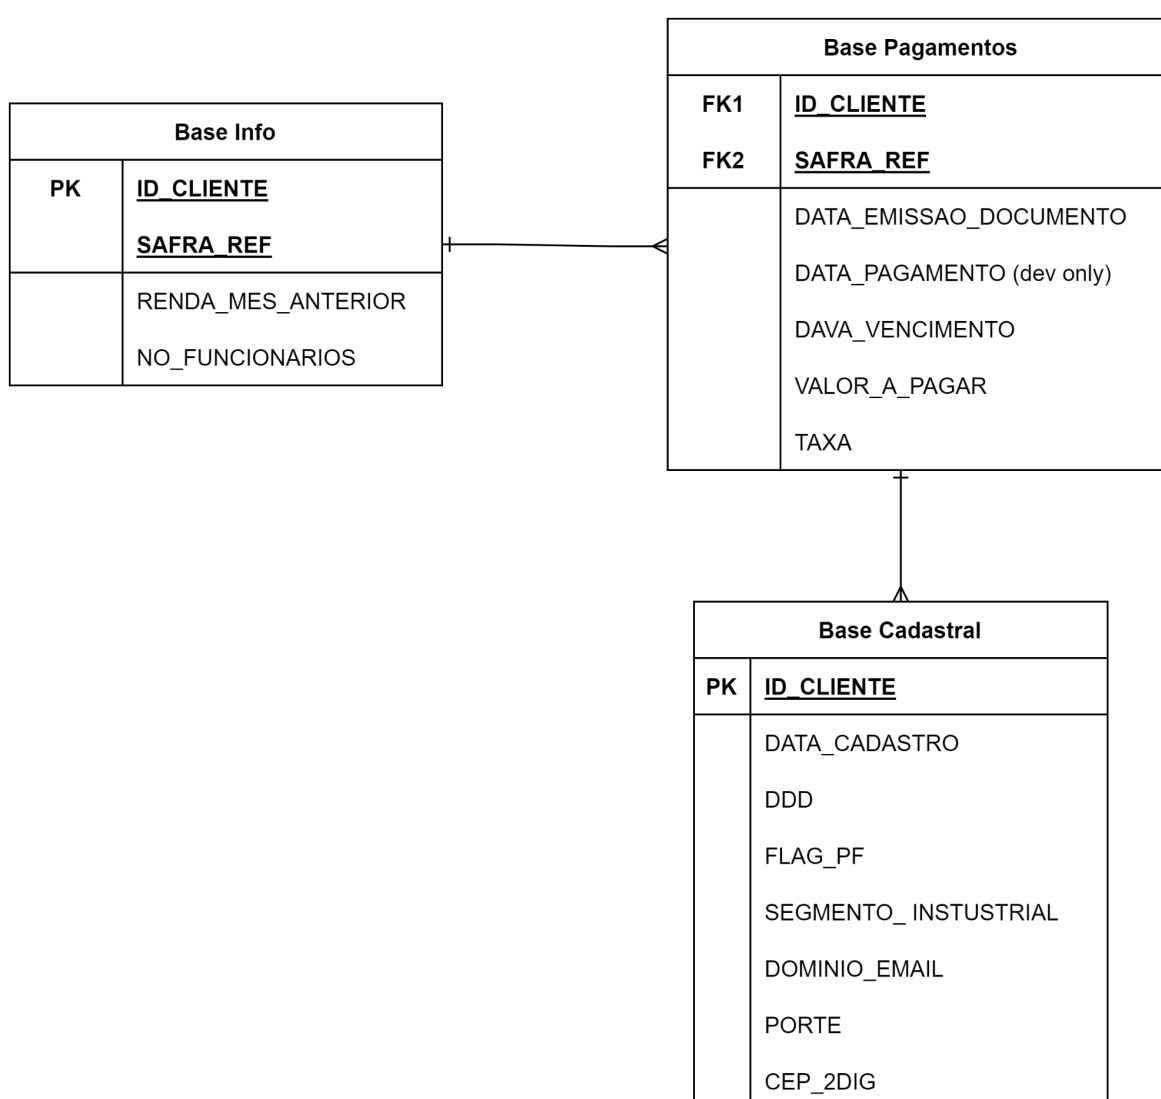 Base Info
PK ID_CLIENTE
SAFRA_REF
RENDA_MES_ANTERIOR
NO_FUNCIONARIOS
Base Pagamentos
FK1 ID_CLIENTE
FK2 SAFRA_REF
DATA_EMISSAO_DOCUMENTO
DATA_PAGAMENTO (dev only)
DAVA_VENCIMENTO
VALOR_A_PAGAR
TAXA
Base Cadastral
PK ID_CLIENTE
DATA_CADASTRO
DDD
FLAG_PF
SEGMENTO_ INSTUSTRIAL
DOMINIO_EMAIL
PORTE
CEP_2DIG